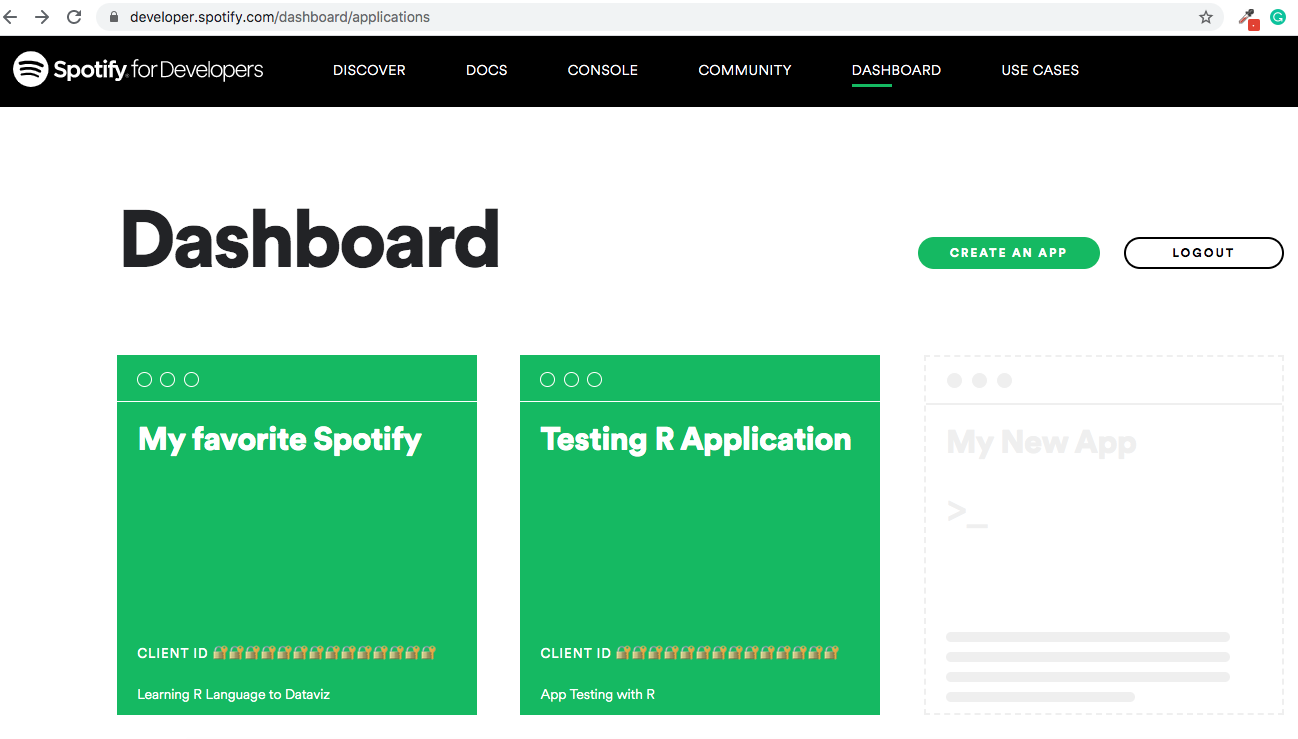 developer.spotify.com/dashboard/applications
Spotify for Developers
DISCOVER
DOCS
CONSOLE
COMMUNITY
DASHBOARD
USE CASES
Dashboard
CREATE AN APP
LOGOUT
My favorite Spotify
CLIENT ID 🔐🔐🔐🔐🔐🔐🔐🔐🔐🔐🔐🔐🔐🔐
Learning R Language to Dataviz
Testing R Application
CLIENT ID 🔐🔐🔐🔐🔐🔐🔐🔐🔐🔐🔐🔐🔐🔐
App Testing with R
My New App
>_